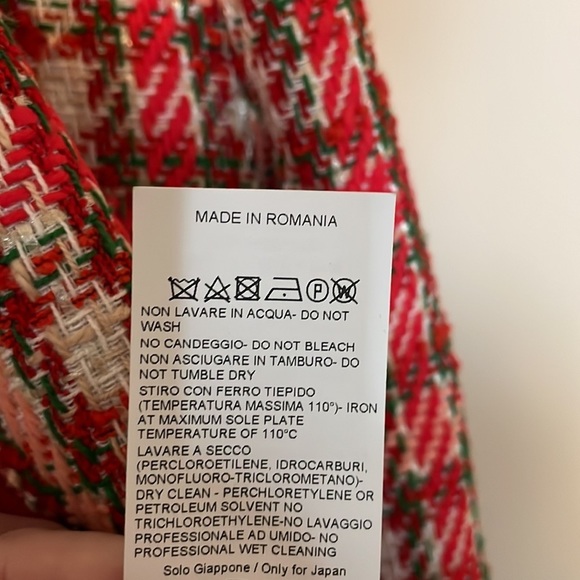 MADE IN ROMANIA
P W
NON LAVARE IN ACQUA- DO NOT
WASH
NO CANDEGGIO- DO NOT BLEACH
NON ASCIUGARE IN TAMBURO- DO
NOT TUMBLE DRY
STIRO CON FERRO TIEPIDO
(TEMPERATURA MASSIMA 110°)- IRON
AT MAXIMUM SOLE PLATE
TEMPERATURE OF 110°C
LAVARE A SECCO
(PERCLOROETILENE, IDROCARBURI,
MONOFLUORO-TRICLOROMETANO)-
DRY CLEAN - PERCHLORETYLENE OR
PETROLEUM SOLVENT NO
TRICHLOROETHYLENE-NO LAVAGGIO
PROFESSIONALE AD UMIDO- NO
PROFESSIONAL WET CLEANING
Solo Giappone / Only for Japan